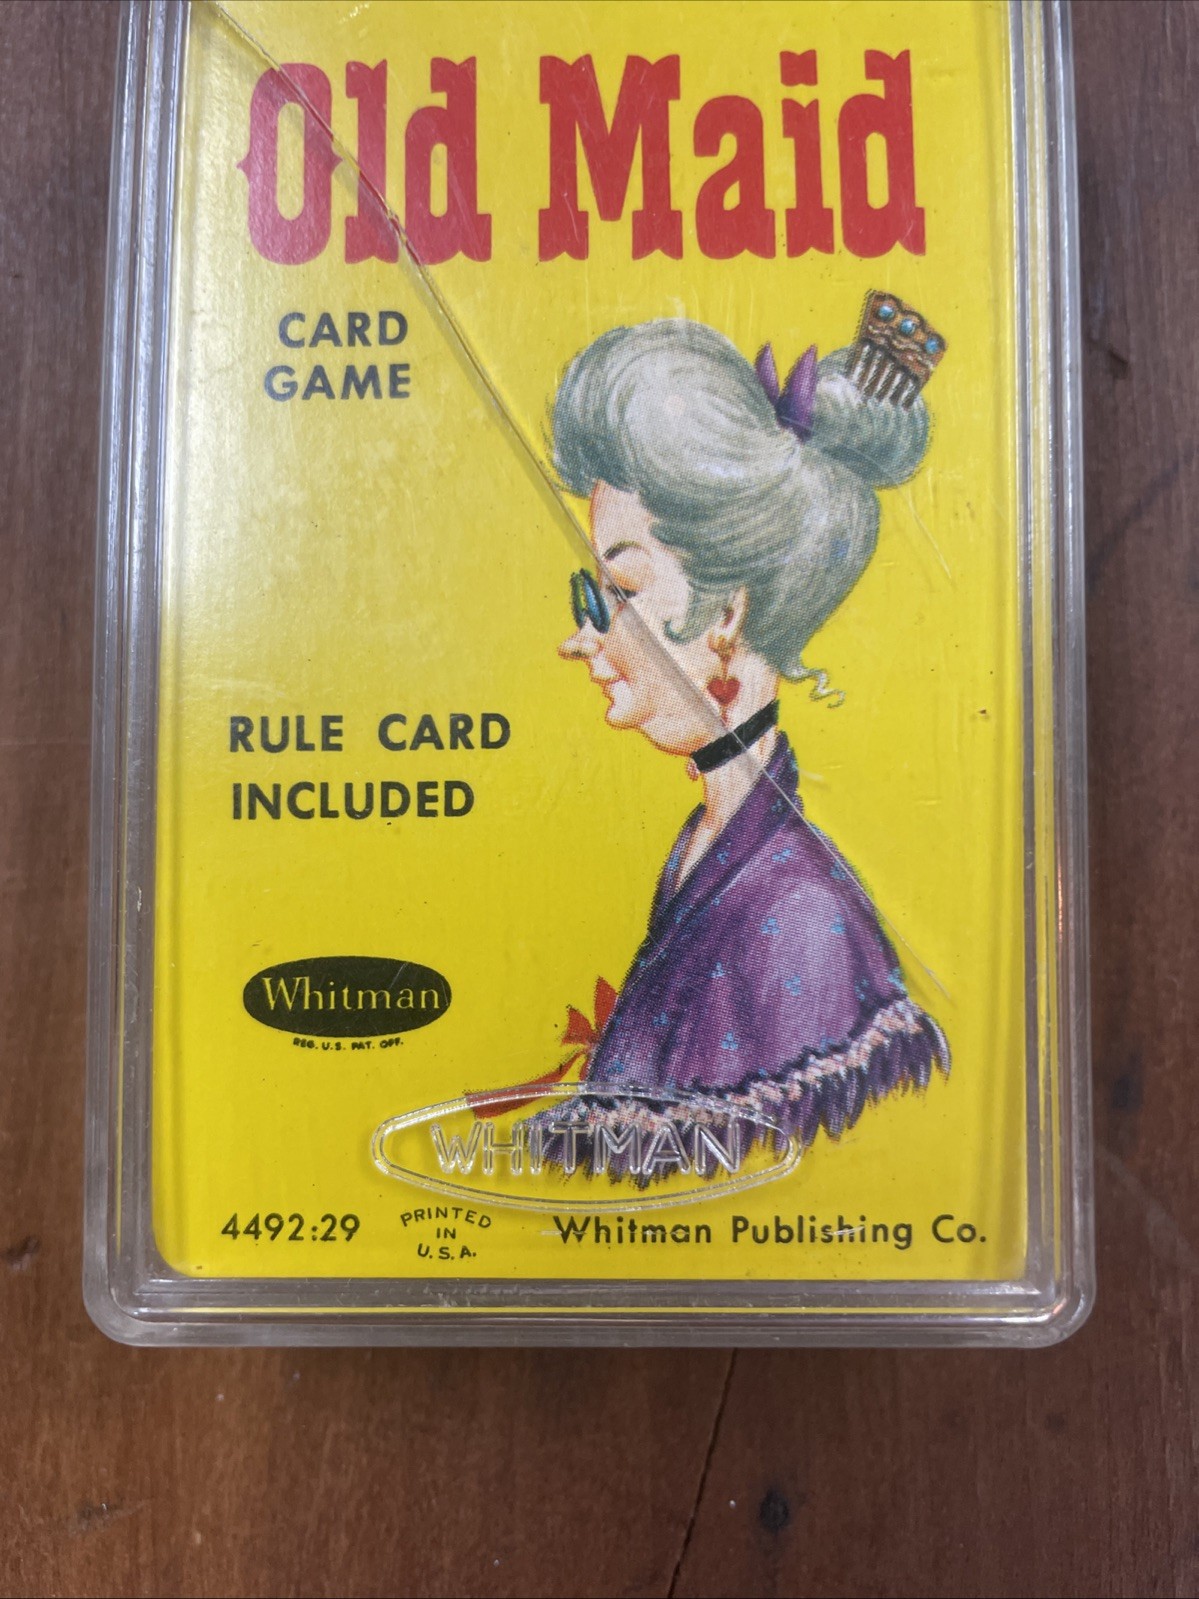 Old Maid
CARD
GAME
RULE CARD
INCLUDED
Whitman
REG. U.S. PAT. OFF.
WHITMAN
4492:29
PRINTED
IN
U.S.A.
Whitman Publishing Co.